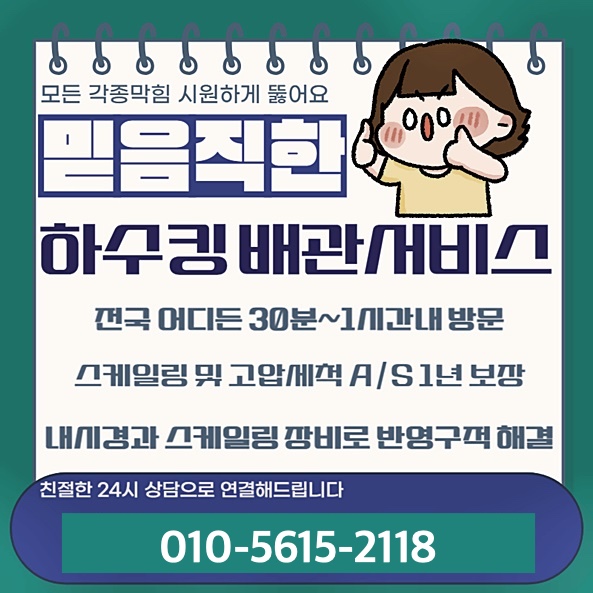 모든 각종막힘 시원하게 뚫어요
믿음직한
하수킹 배관서비스
전국 어디든 30분~1시간내 방문
스케일링 및 고압세척 A/S 1년 보장
내시경과 스케일링 장비로 반영구적 해결
친절한 24시 상담으로 연결해드립니다
010-5615-2118